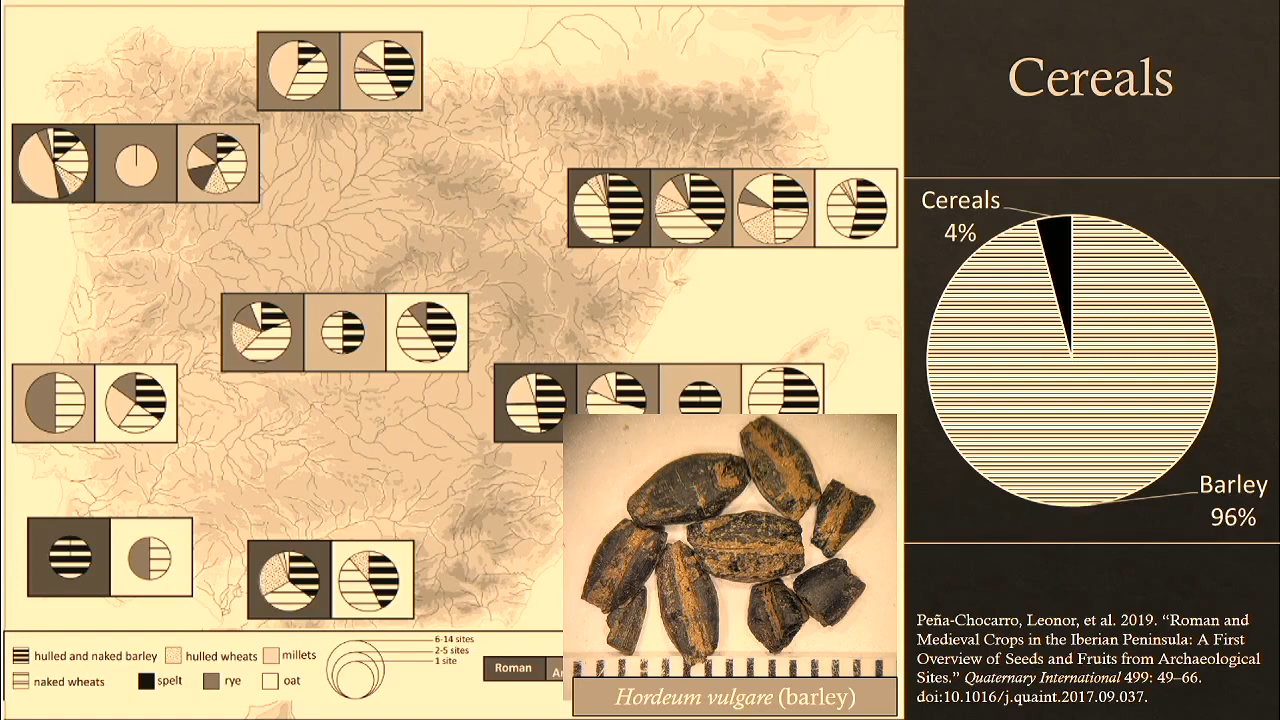 Cereals
Cereals
4%
Barley
96%
6-14 sites
2-5 sites
1 site
hulled and naked barley
hulled wheats
millets
naked wheats
spelt
rye
oat
Roman
Hordeum vulgare (barley)
Peña-Chocarro, Leonor, et al. 2019. “Roman and
Medieval Crops in the Iberian Peninsula: A First
Overview of Seeds and Fruits from Archaeological
Sites.” Quaternary International 499: 49–66.
doi:10.1016/j.quaint.2017.09.037.